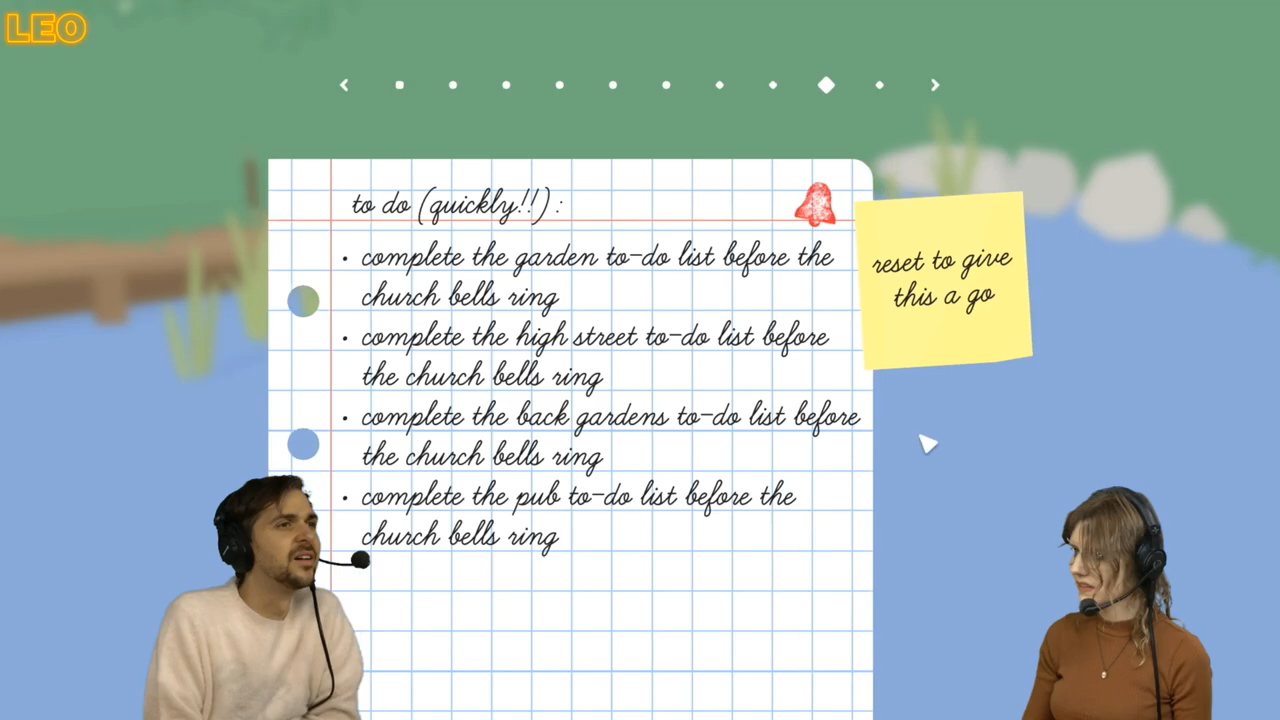 LEO
to do (quickly!!):
• complete the garden to-do list before the
church bells ring
• complete the high street to-do list before
the church bells ring
• complete the back gardens to-do list before
the church bells ring
• complete the pub to-do list before the
church bells ring
reset to give
this a go